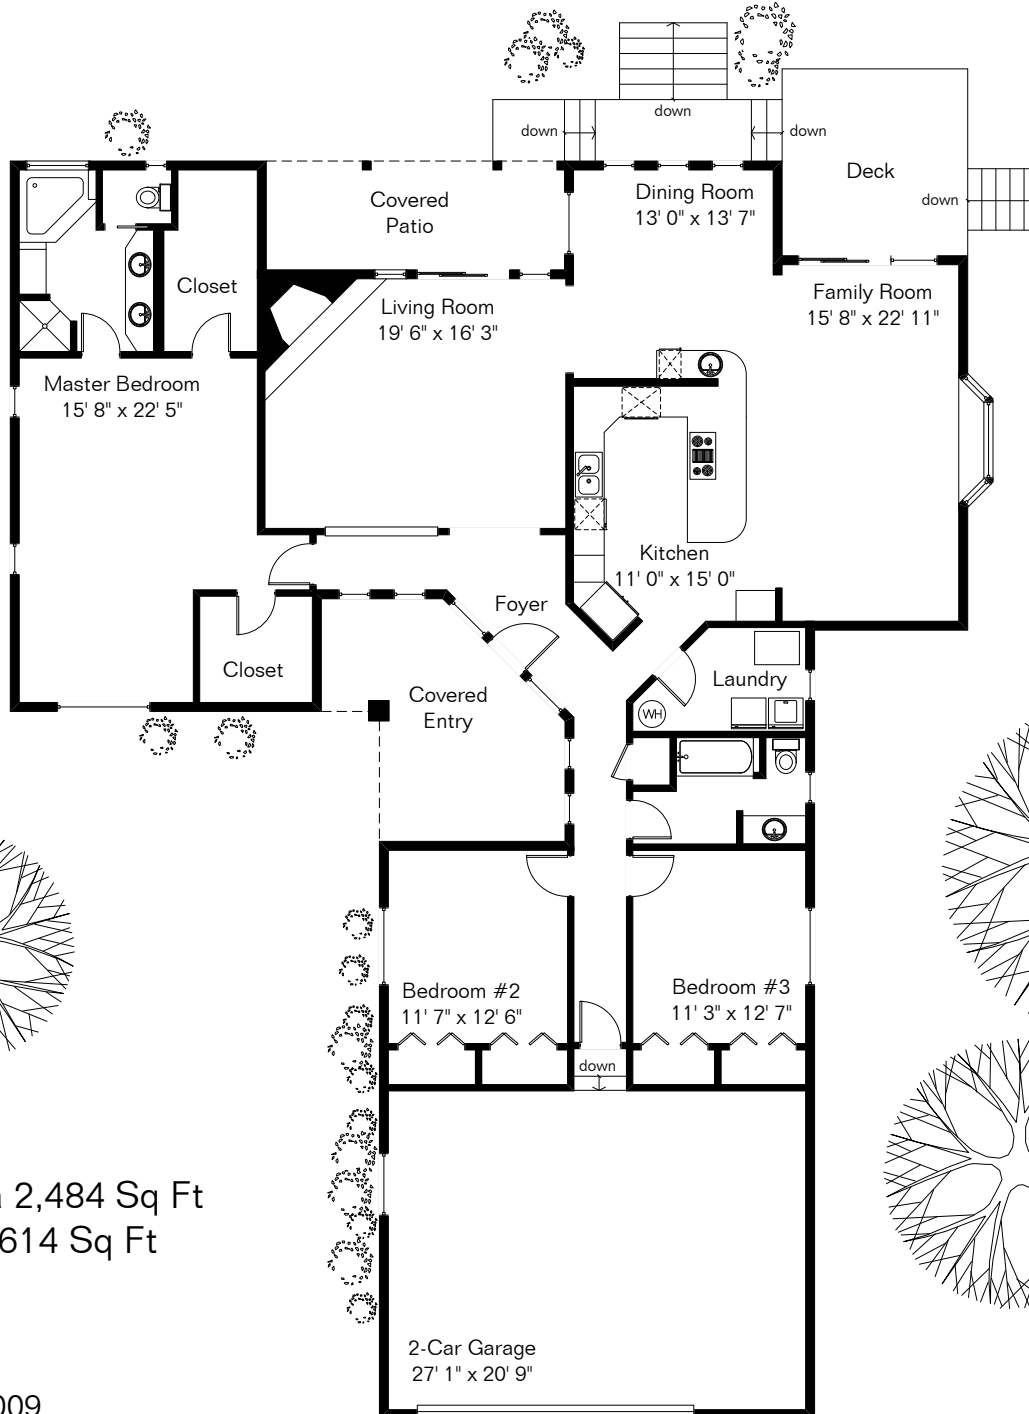 down
down
down
down
Deck
Dining Room
13' 0" x 13' 7"
Covered
Patio
Closet
Living Room
19' 6" x 16' 3"
Family Room
15' 8" x 22' 11"
Master Bedroom
15' 8" x 22' 5"
Kitchen
11' 0" x 15' 0"
Foyer
Closet
Laundry
WH
Covered
Entry
Bedroom #2
11' 7" x 12' 6"
Bedroom #3
11' 3" x 12' 7"
down
2,484 Sq Ft
614 Sq Ft
2-Car Garage
27' 1" x 20' 9"
009